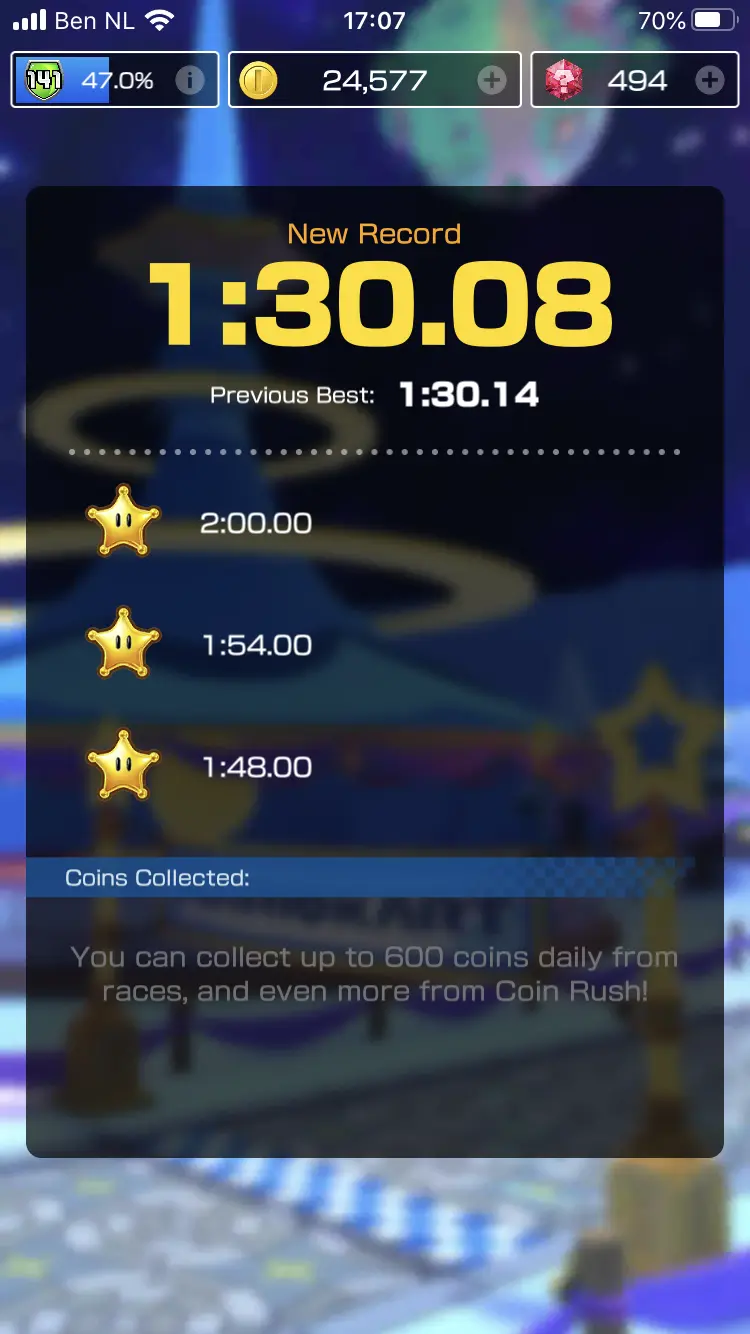 Ben NL 17:07 70%
141 47.0% i 24,577 + ? 494 +
New Record
1:30.08
Previous Best: 1:30.14
2:00.00
1:54.00
1:48.00
Coins Collected:
You can collect up to 600 coins daily from
races, and even more from Coin Rush!